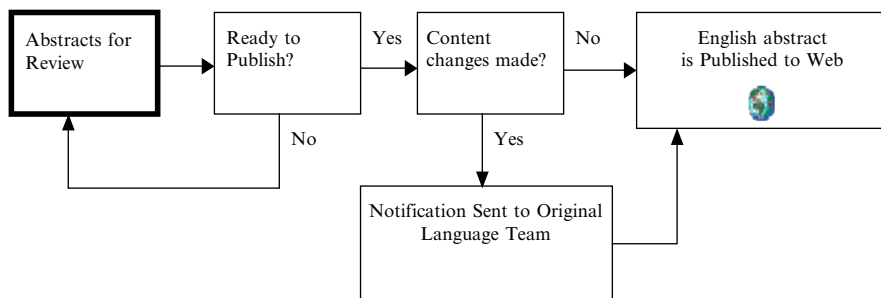 Abstracts for
Review
Ready to
Publish?
Yes
Content
changes made?
No
English abstract
is Published to Web
No
Yes
Notification Sent to Original
Language Team